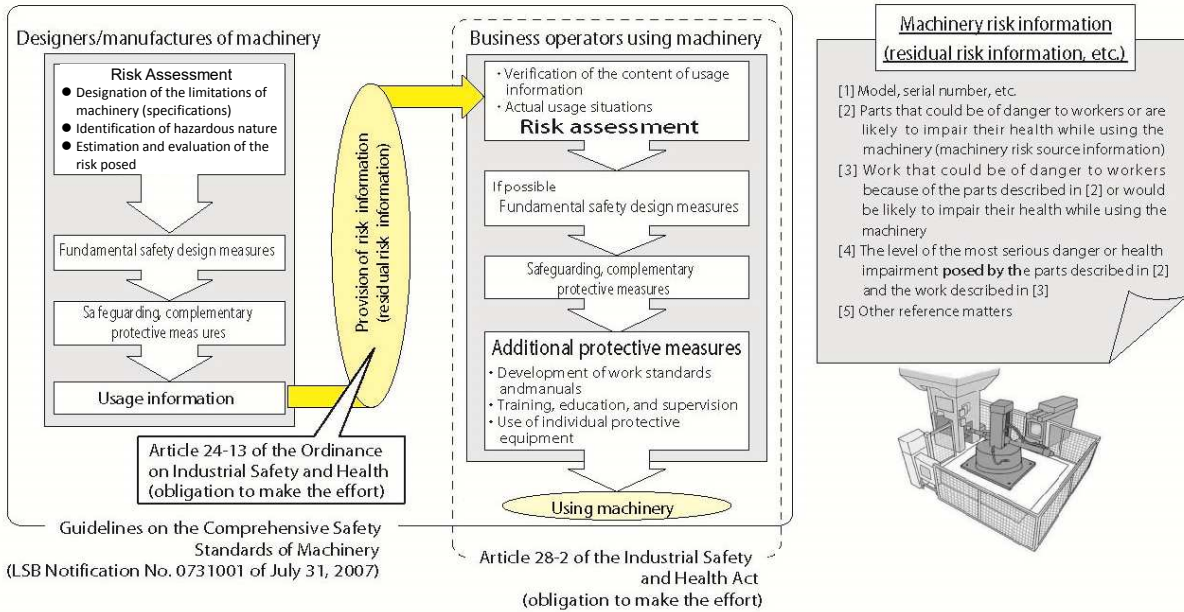 Designers/manufactures of machinery
Risk Assessment
● Designation of the limitations of
machinery (specifications)
● Identification of hazardous nature
● Estimation and evaluation of the
risk posed
Fundamental safety design measures
Safeguarding, complementary
protective meas ures
Usage information
Provision of risk information
(residual risk information)
Article 24-13 of the Ordinance
on Industrial Safety and Health
(obligation to make the effort)
Guidelines on the Comprehensive Safety
Standards of Machinery
(LSB Notification No. 0731001 of July 31, 2007)
Business operators using machinery
・Verification of the content of usage
information
・Actual usage situations
Risk assessment
If possible
Fundamental safety design measures
Safeguarding, complementary
protective measures
Additional protective measures
・Development of work standards
andmanuals
・Training, education, and supervision
・Use of individual protective
equipment
Using machinery
Article 28-2 of the Industrial Safety
and Health Act
(obligation to make the effort)
Machinery risk information
(residual risk information, etc.)
[1] Model, serial number, etc.
[2] Parts that could be of danger to workers or are
likely to impair their health while using the
machinery (machinery risk source information)
[3] Work that could be of danger to workers
because of the parts described in [2] or would
be likely to impair their health while using the
machinery
[4] The level of the most serious danger or health
impairment posed by the parts described in [2]
and the work described in [3]
[5] Other reference matters